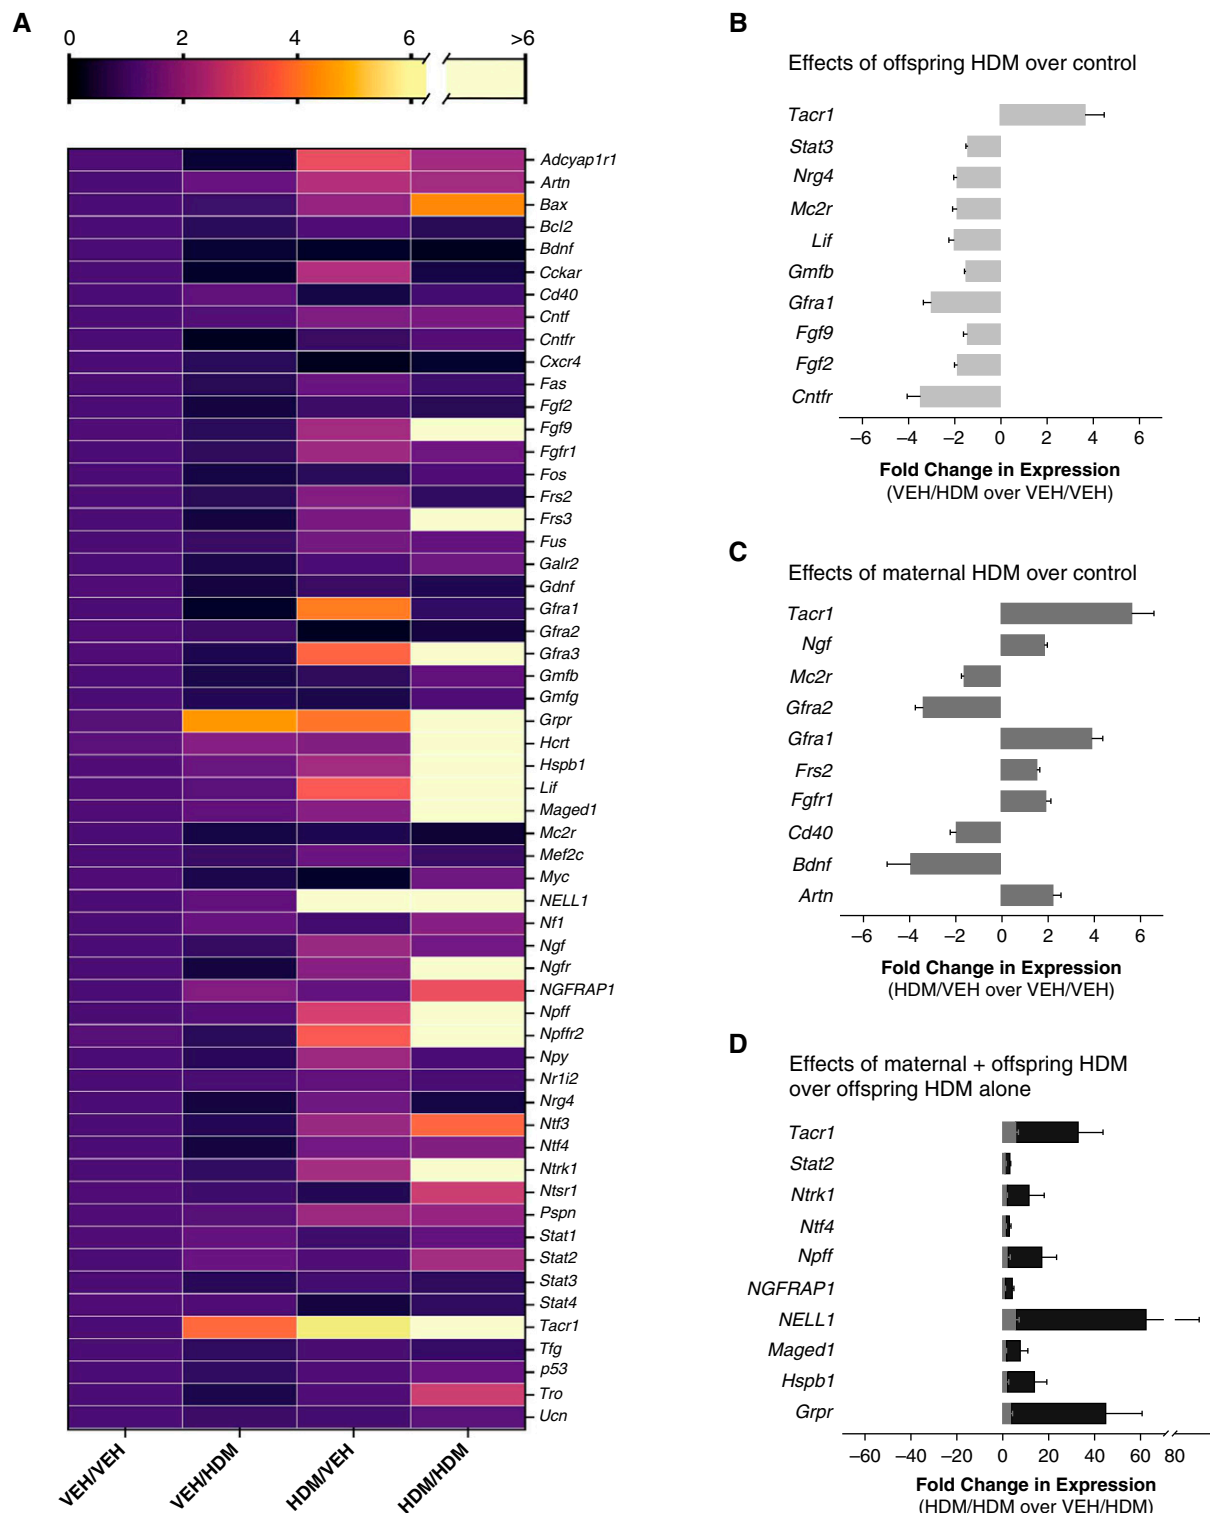 A
0 2 4 6 >6
Adcyap1r1
Artn
Bax
Bcl2
Bdnf
Cckar
Cd40
Cntf
Cntfr
Cxcr4
Fas
Fgf2
Fgf9
Fgfr1
Fos
Frs2
Frs3
Fus
Galr2
Gdnf
Gfra1
Gfra2
Gfra3
Gmfb
Gmfg
Grpr
Hcrt
Hspb1
Lif
Maged1
Mc2r
Mef2c
Myc
NELL1
Nf1
Ngf
Ngfr
NGFRAP1
Npff
Npffr2
Npy
Nr1i2
Nrg4
Ntf3
Ntf4
Ntrk1
Ntsr1
Pspn
Stat1
Stat2
Stat3
Stat4
Tacr1
Tfg
p53
Tro
Ucn
VEH/VEH
VEH/HDM
HDM/VEH
HDM/HDM
B
Effects of offspring HDM over control
Tacr1
Stat3
Nrg4
Mc2r
Lif
Gmfb
Gfra1
Fgf9
Fgf2
Cntfr
−6 −4 −2 0 2 4 6
Fold Change in Expression
(VEH/HDM over VEH/VEH)
C
Effects of maternal HDM over control
Tacr1
Ngf
Mc2r
Gfra2
Gfra1
Frs2
Fgfr1
Cd40
Bdnf
Artn
−6 −4 −2 0 2 4 6
Fold Change in Expression
(HDM/VEH over VEH/VEH)
D
Effects of maternal + offspring HDM
over offspring HDM alone
Tacr1
Stat2
Ntrk1
Ntf4
Npff
NGFRAP1
NELL1
Maged1
Hspb1
Grpr
−60 −40 −20 0 20 40 60 80
Fold Change in Expression
(HDM/HDM over VEH/HDM)